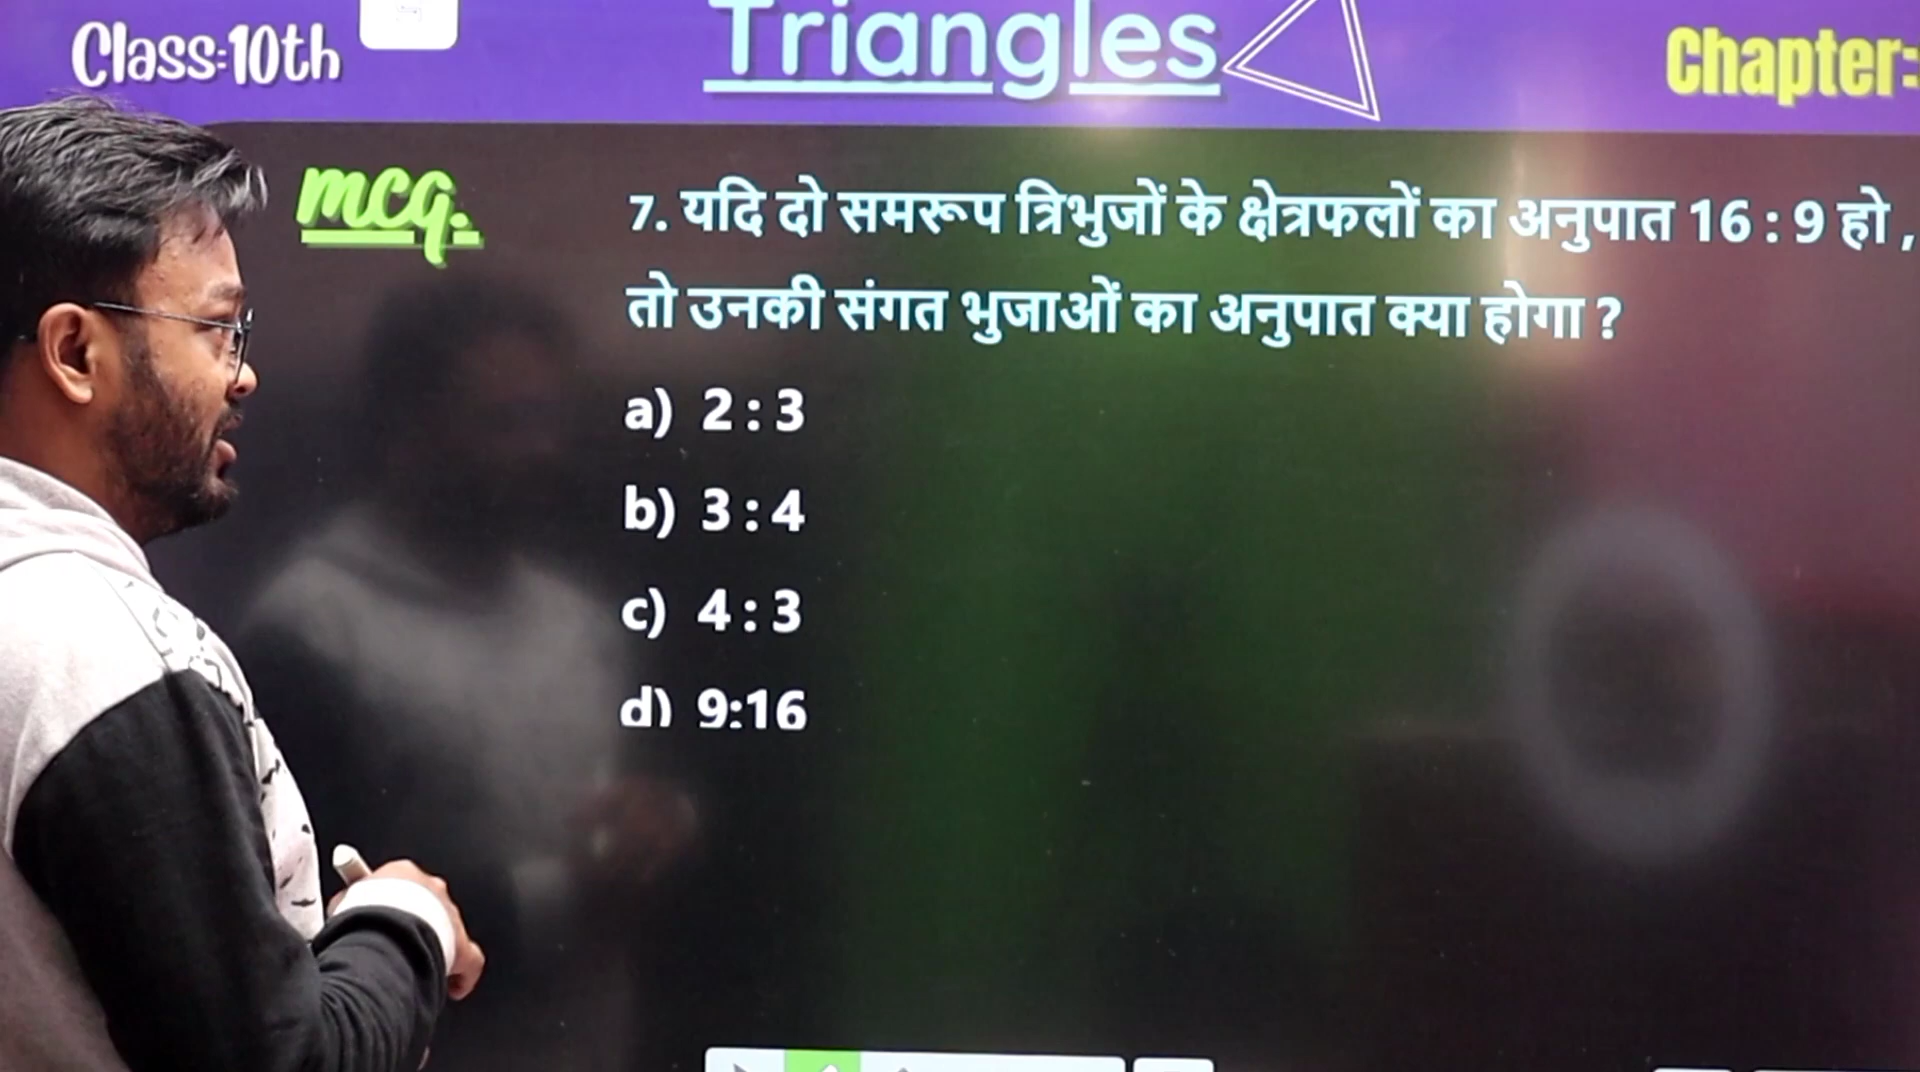 Class:10th
Triangles
Chapter:
mcq.
7. यदि दो समरूप त्रिभुजों के क्षेत्रफलों का अनुपात 16 : 9 हो ,
तो उनकी संगत भुजाओं का अनुपात क्या होगा ?
a) 2 : 3
b) 3 : 4
c) 4 : 3
d) 9:16